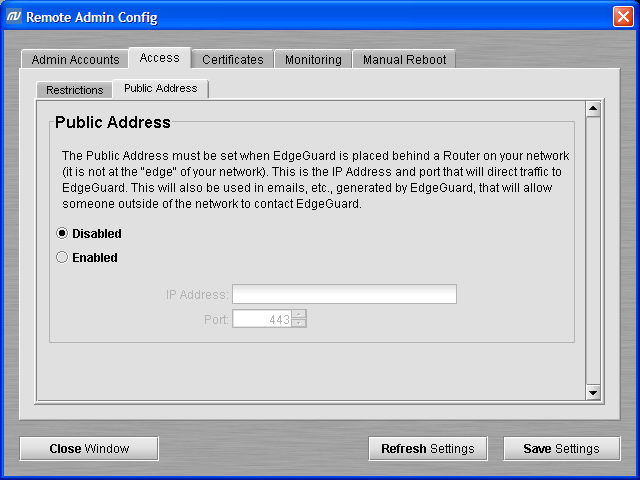 Remote Admin Config
Admin Accounts Access Certificates Monitoring Manual Reboot
Restrictions Public Address
Public Address
The Public Address must be set when EdgeGuard is placed behind a Router on your network
(it is not at the "edge" of your network). This is the IP Address and port that will direct traffic to
EdgeGuard. This will also be used in emails, etc., generated by EdgeGuard, that will allow
someone outside of the network to contact EdgeGuard.
Disabled
Enabled
IP Address:
Port: 443
Close Window Refresh Settings Save Settings